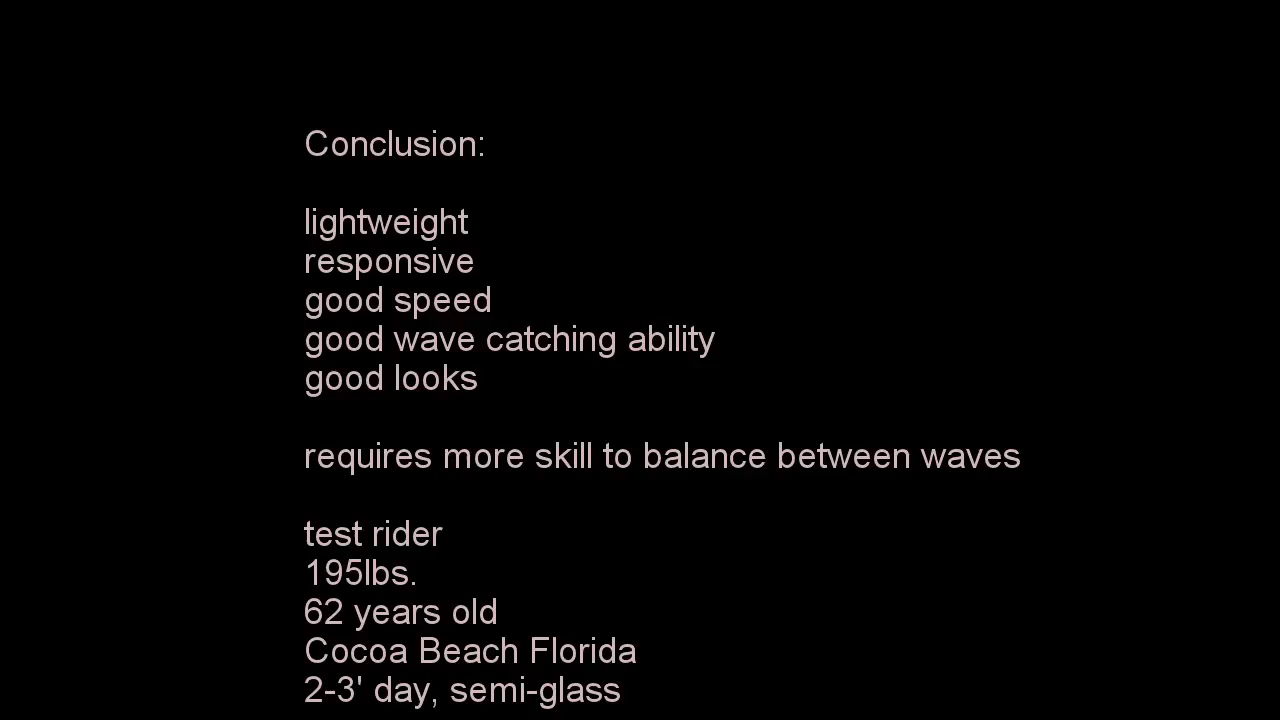 Conclusion:
lightweight
responsive
good speed
good wave catching ability
good looks
requires more skill to balance between waves
test rider
195lbs.
62 years old
Cocoa Beach Florida
2-3' day, semi-glass